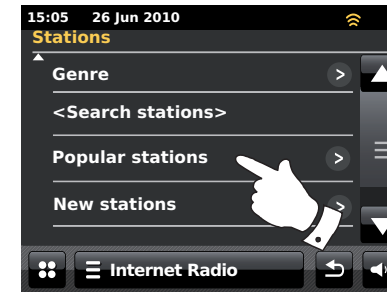 15:05 26 Jun 2010
Stations
Genre
<Search stations>
Popular stations
New stations
Internet Radio